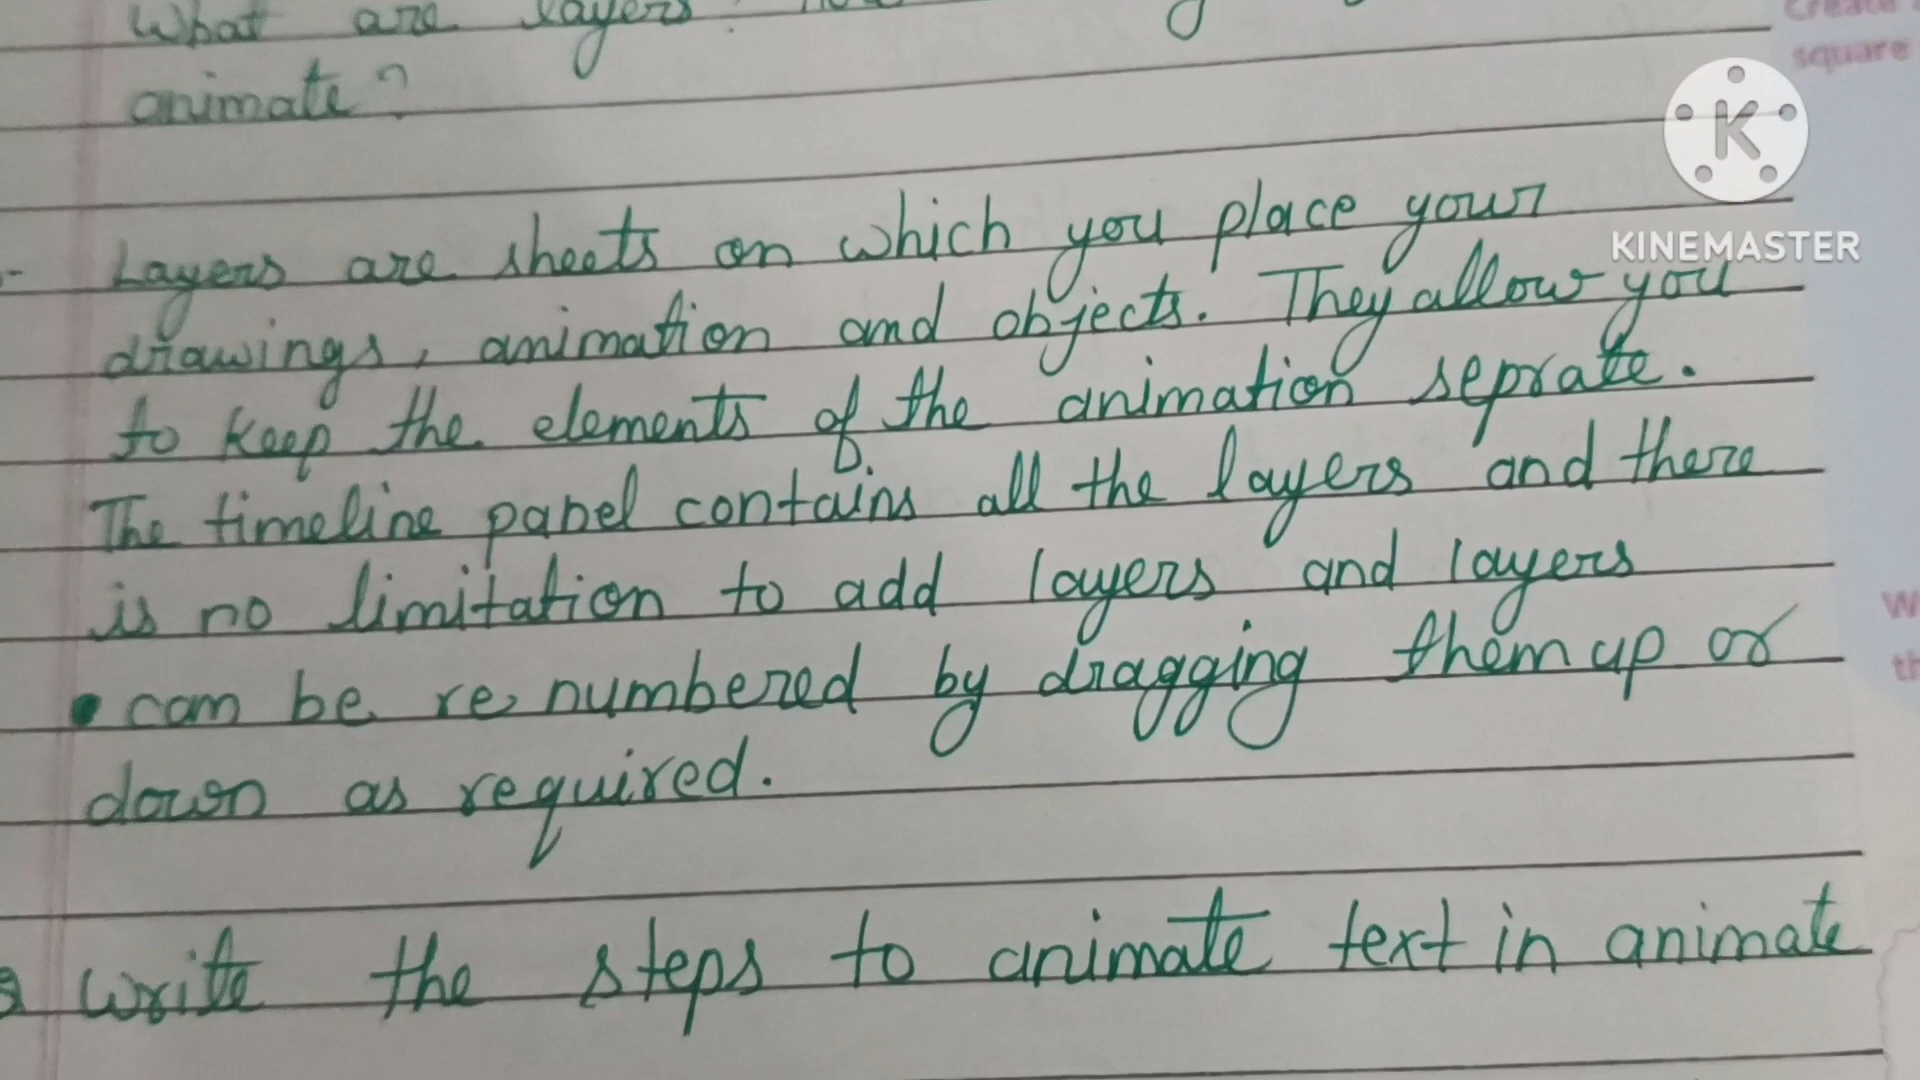 What are layers?
animate?
Create
square
K
KINEMASTER
Layers are sheets on which you place your
drawings, animation and objects. They allow you
to keep the elements of the animation seprate.
The timeline panel contains all the layers and there
is no limitation to add layers and layers
can be re numbered by dragging them up or
down as required.
write the steps to animate text in animate